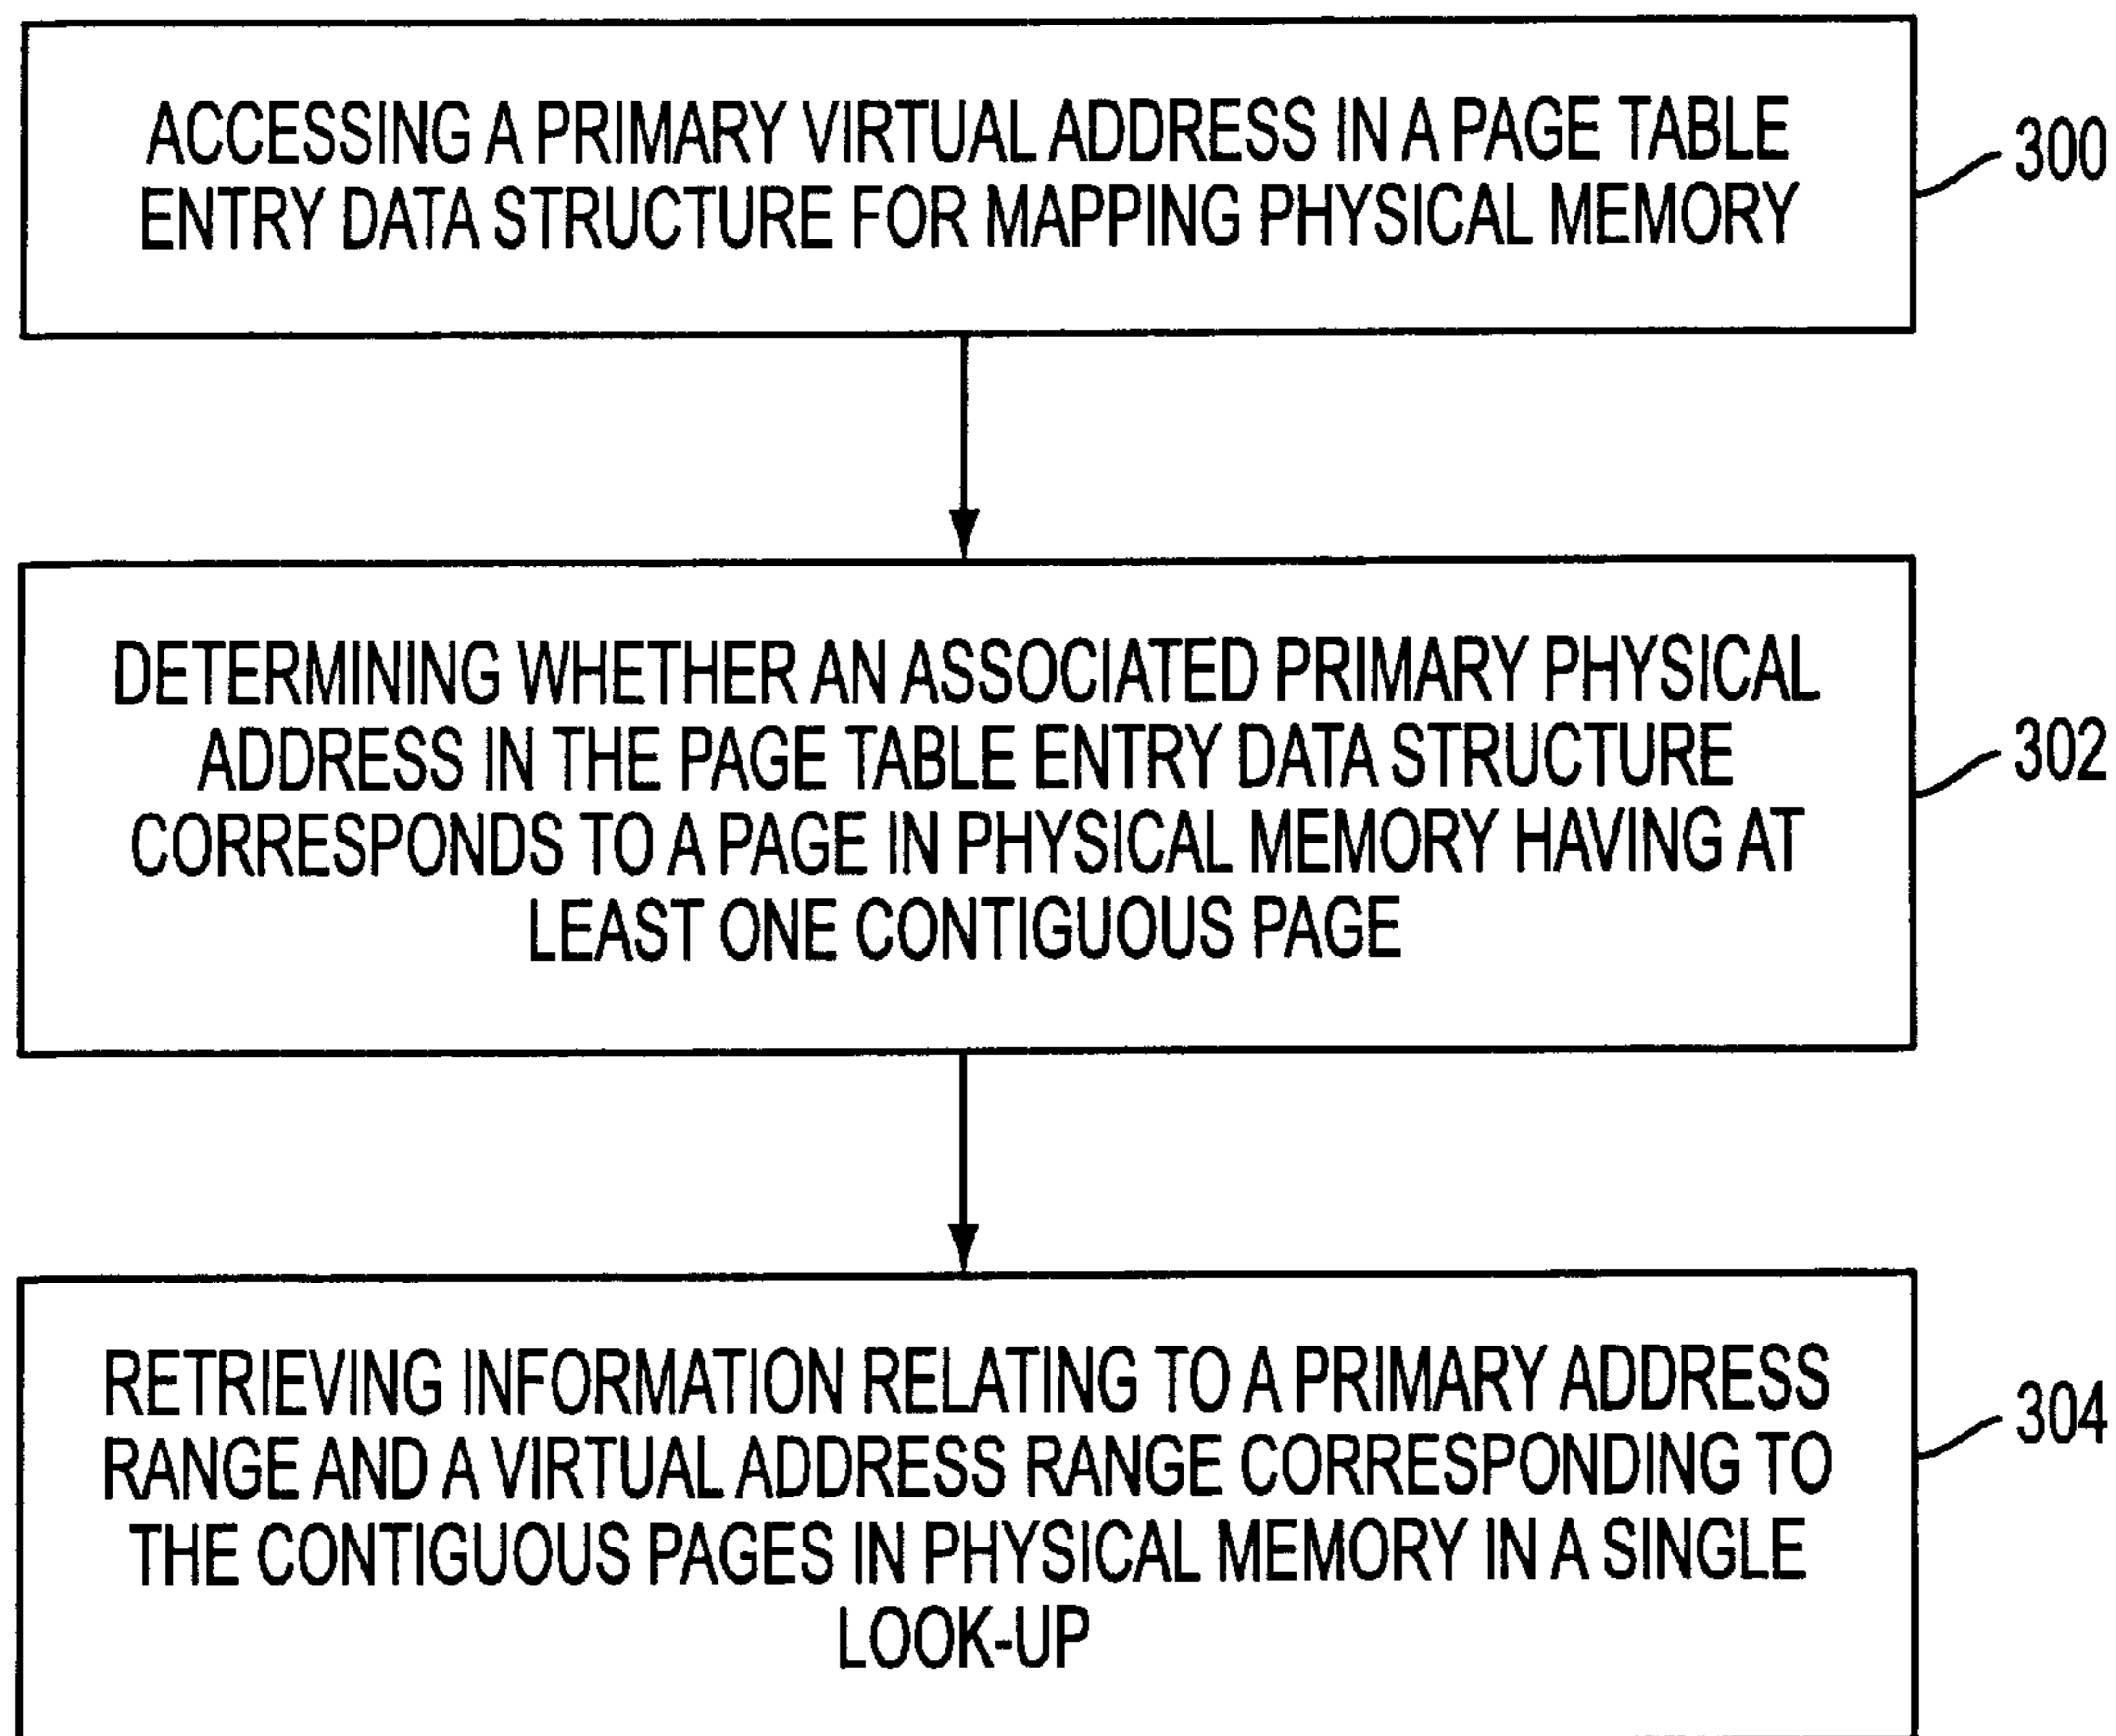 ACCESSING A PRIMARY VIRTUAL ADDRESS IN A PAGE TABLE
ENTRY DATA STRUCTURE FOR MAPPING PHYSICAL MEMORY
300
DETERMINING WHETHER AN ASSOCIATED PRIMARY PHYSICAL
ADDRESS IN THE PAGE TABLE ENTRY DATA STRUCTURE
CORRESPONDS TO A PAGE IN PHYSICAL MEMORY HAVING AT
LEAST ONE CONTIGUOUS PAGE
302
RETRIEVING INFORMATION RELATING TO A PRIMARY ADDRESS
RANGE AND A VIRTUAL ADDRESS RANGE CORRESPONDING TO
THE CONTIGUOUS PAGES IN PHYSICAL MEMORY IN A SINGLE
LOOK-UP
304